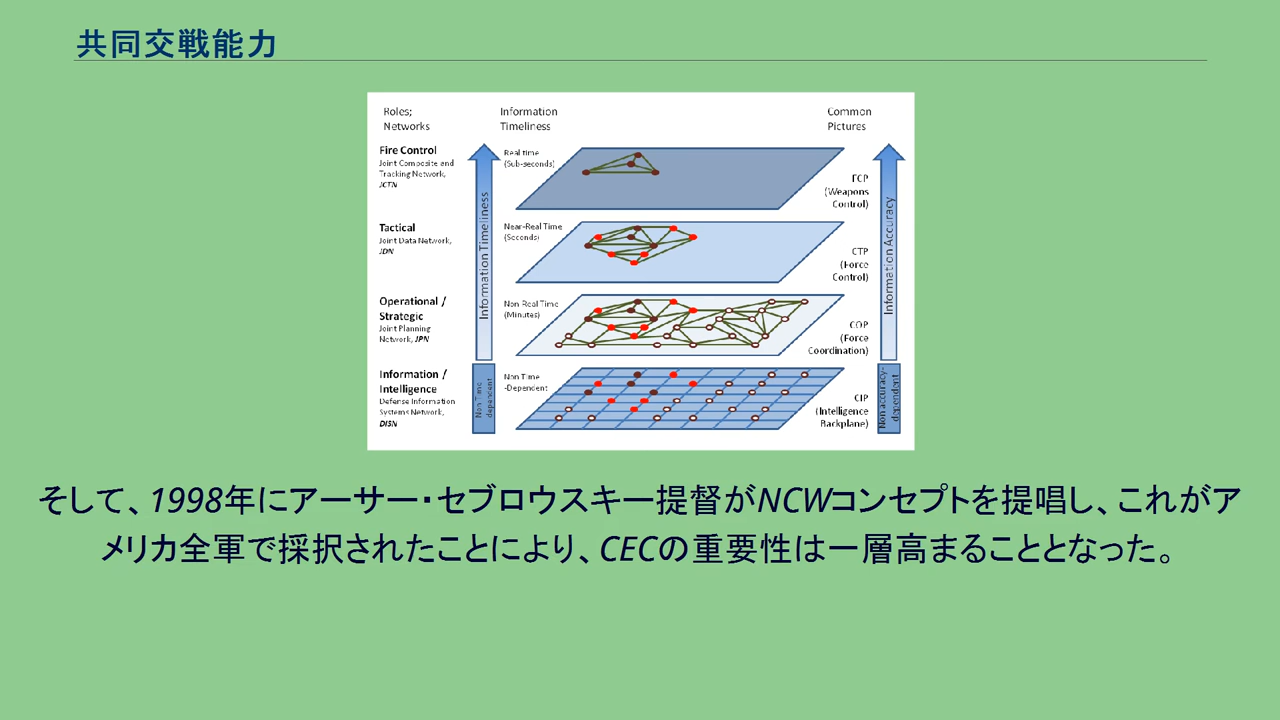 共同交戦能力
Roles;
Networks
Information
Timeliness
Common
Pictures
Fire Control
Joint Composite and
Tracking Network,
JCTN
Real time
(Sub-seconds)
FCP
(Weapons
Control)
Tactical
Joint Data Network,
JDN
Near-Real Time
(Seconds)
CTP
(Force
Control)
Operational /
Strategic
Joint Planning
Network, JPN
Non Real Time
(Minutes)
COP
(Force
Coordination)
Information /
Intelligence
Defense Information
Systems Network,
DISN
Non Time
-Dependent
CIP
(Intelligence
Backplane)
Information Timeliness
Non Time
dependent
Information Accuracy
Non accuracy-
dependent
そして、1998年にアーサー・セブロウスキー提督がNCWコンセプトを提唱し、これがア
メリカ全軍で採択されたことにより、CECの重要性は一層高まることとなった。